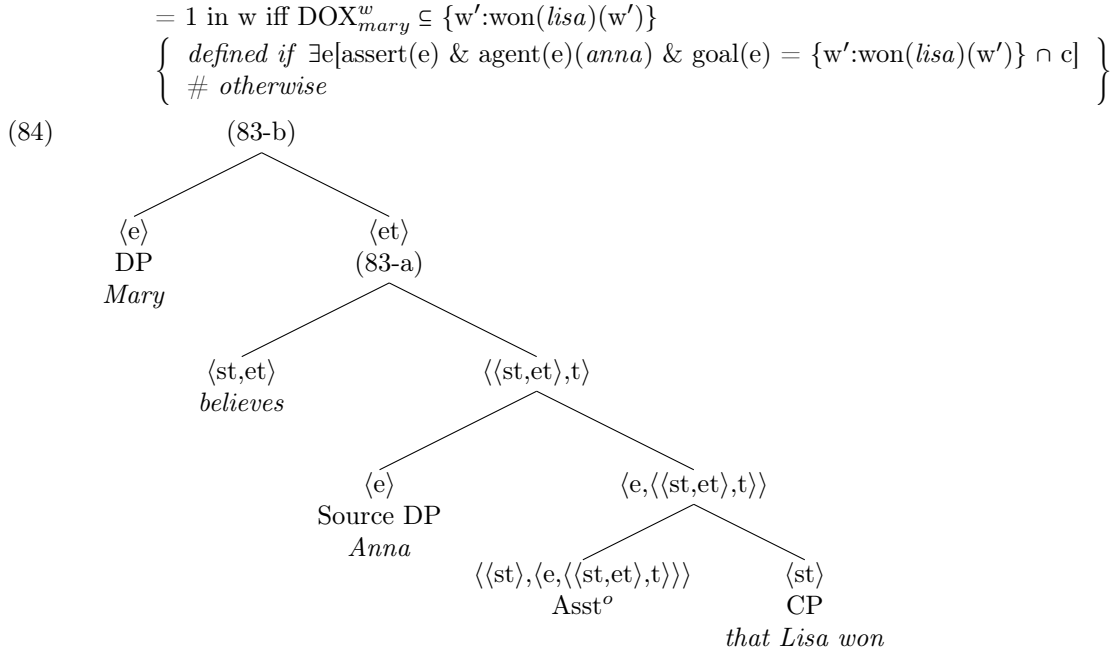 = 1 in w iff DOX^w_mary ⊆ {w′:won(lisa)(w′)}
{ defined if ∃e[assert(e) & agent(e)(anna) & goal(e) = {w′:won(lisa)(w′)} ∩ c] }
# otherwise
(84) (83-b)
⟨e⟩ ⟨et⟩
DP (83-a)
Mary
⟨st,et⟩ ⟨⟨st,et⟩,t⟩
believes
⟨e⟩ ⟨e,⟨⟨st,et⟩,t⟩⟩
Source DP
Anna
⟨⟨st⟩,⟨e,⟨⟨st,et⟩,t⟩⟩⟩ ⟨st⟩
Asst^o CP
that Lisa won